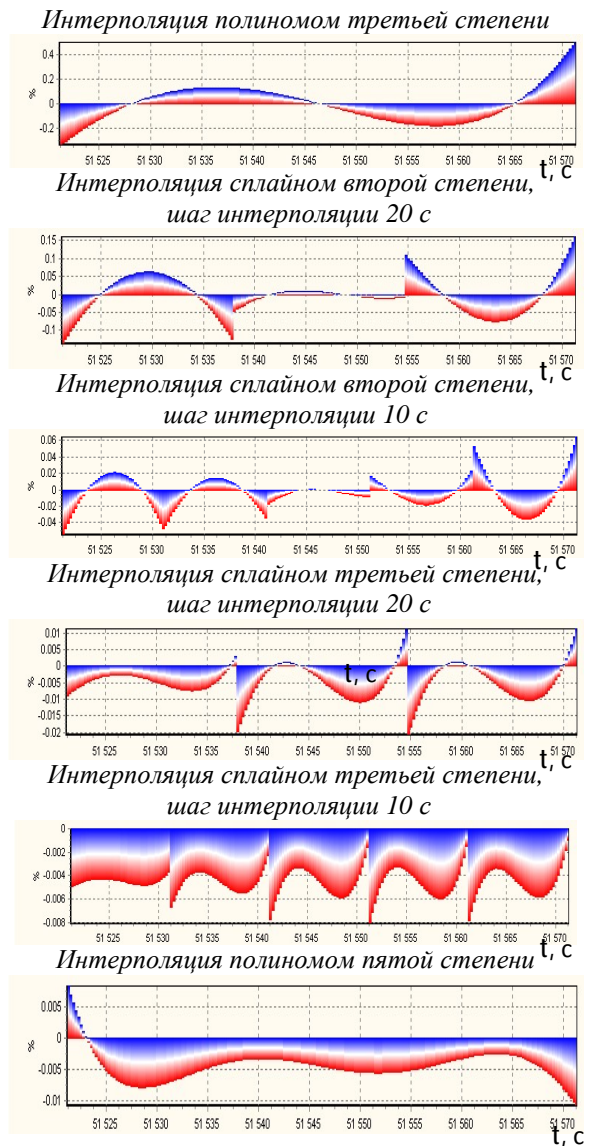 Интерполяция полиномом третьей степени
0.4
0.2
0
-0.2
%
51 525 51 530 51 535 51 540 51 545 51 550 51 555 51 560 51 565 51 570
t, c
Интерполяция сплайном второй степени,
шаг интерполяции 20 с
0.15
0.1
0.05
0
-0.05
-0.1
%
51 525 51 530 51 535 51 540 51 545 51 550 51 555 51 560 51 565 51 570
t, c
Интерполяция сплайном второй степени,
шаг интерполяции 10 с
0.06
0.04
0.02
0
-0.02
-0.04
%
51 525 51 530 51 535 51 540 51 545 51 550 51 555 51 560 51 565 51 570
t, c
Интерполяция сплайном третьей степени,
шаг интерполяции 20 с
0.01
0.005
0
-0.005
-0.01
-0.015
-0.02
%
t, c
51 525 51 530 51 535 51 540 51 545 51 550 51 555 51 560 51 565 51 570
t, c
Интерполяция сплайном третьей степени,
шаг интерполяции 10 с
0
-0.002
-0.004
-0.006
-0.008
%
51 525 51 530 51 535 51 540 51 545 51 550 51 555 51 560 51 565 51 570
t, c
Интерполяция полиномом пятой степени
0.005
0
-0.005
-0.01
%
51 525 51 530 51 535 51 540 51 545 51 550 51 555 51 560 51 565 51 570
t, c